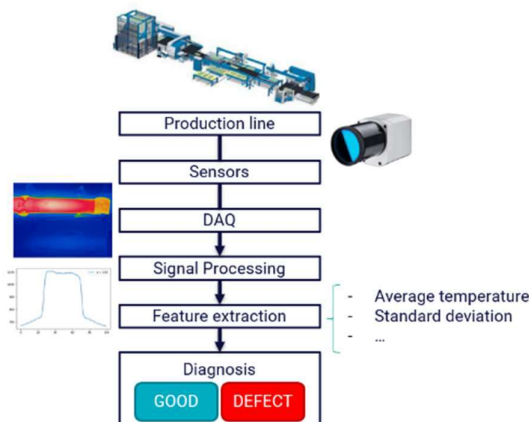 Production line
Sensors
DAQ
Signal Processing
Feature extraction
- Average temperature
- Standard deviation
- ...
Diagnosis
GOOD
DEFECT